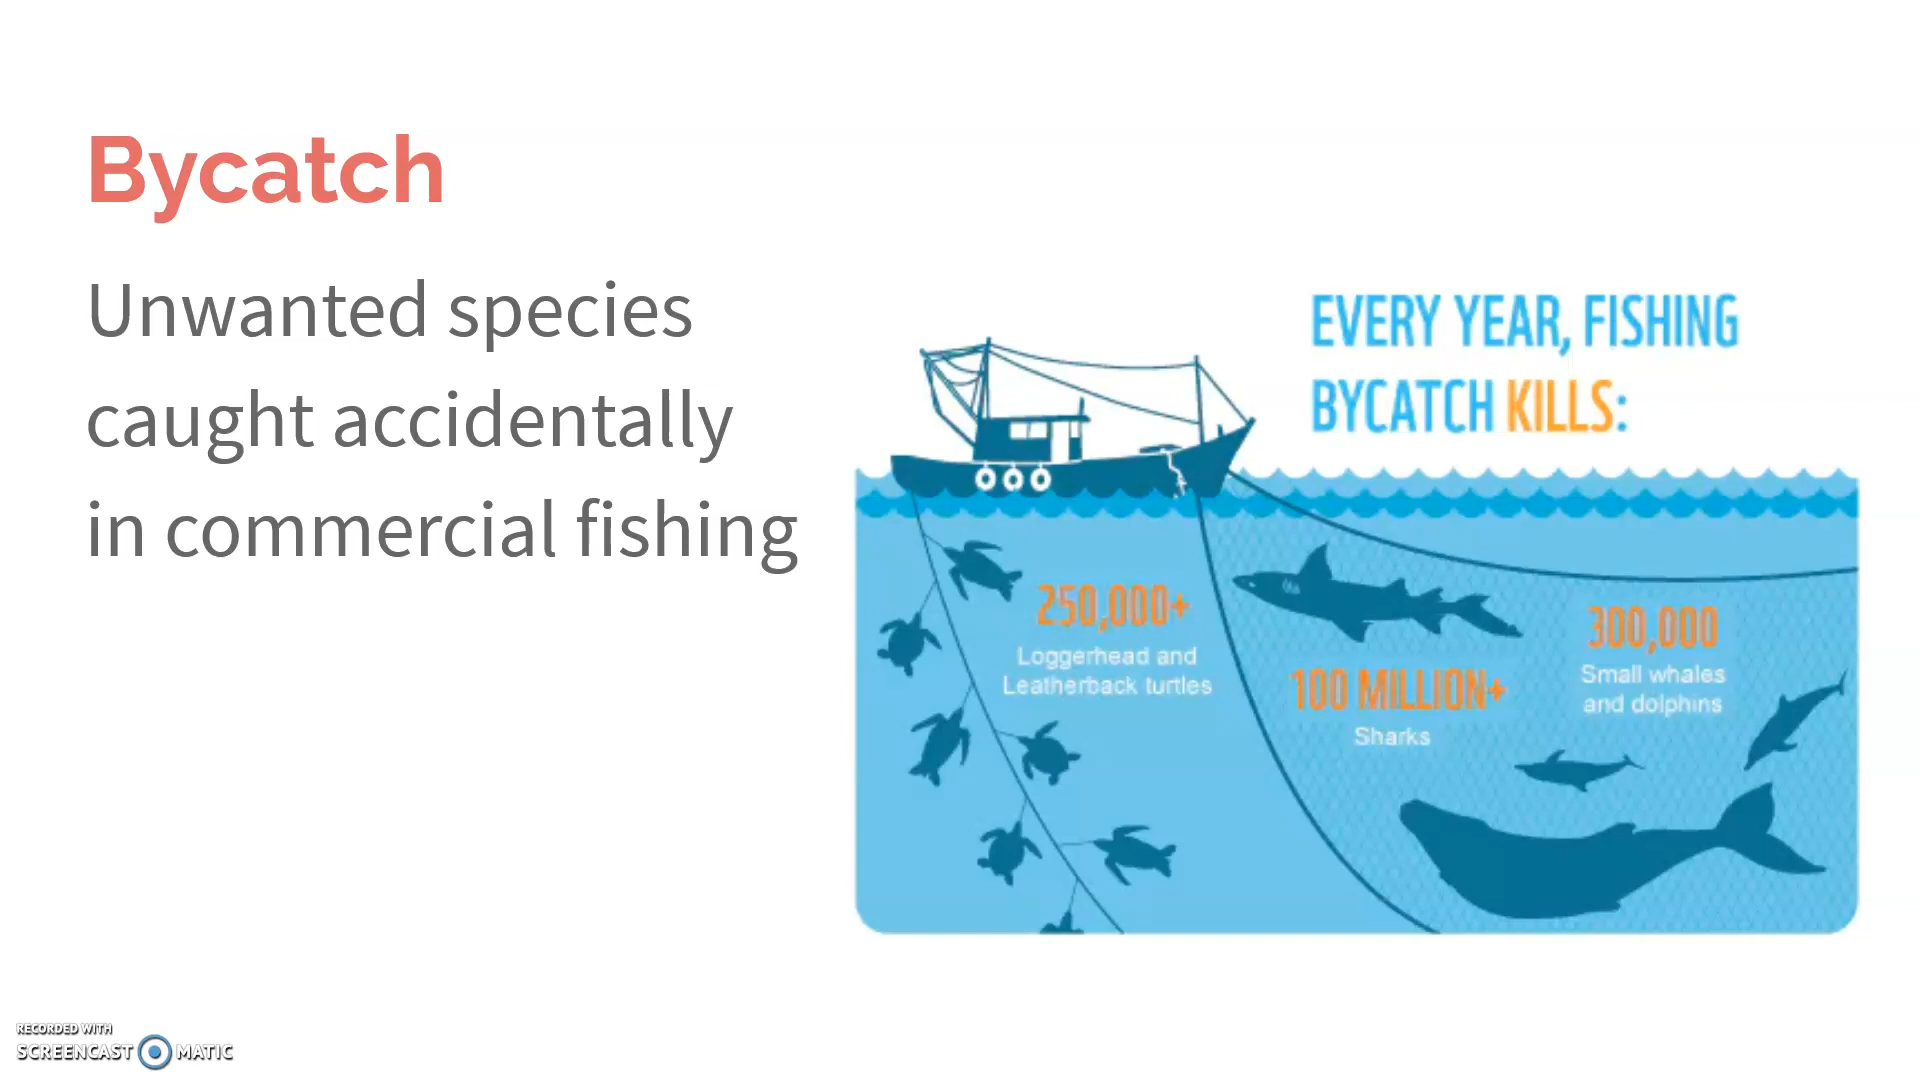 Bycatch
Unwanted species
caught accidentally
in commercial fishing
EVERY YEAR, FISHING
BYCATCH KILLS:
250,000+
Loggerhead and
Leatherback turtles
100 MILLION+
Sharks
300,000
Small whales
and dolphins
RECORDED WITH
SCREENCAST MATIC